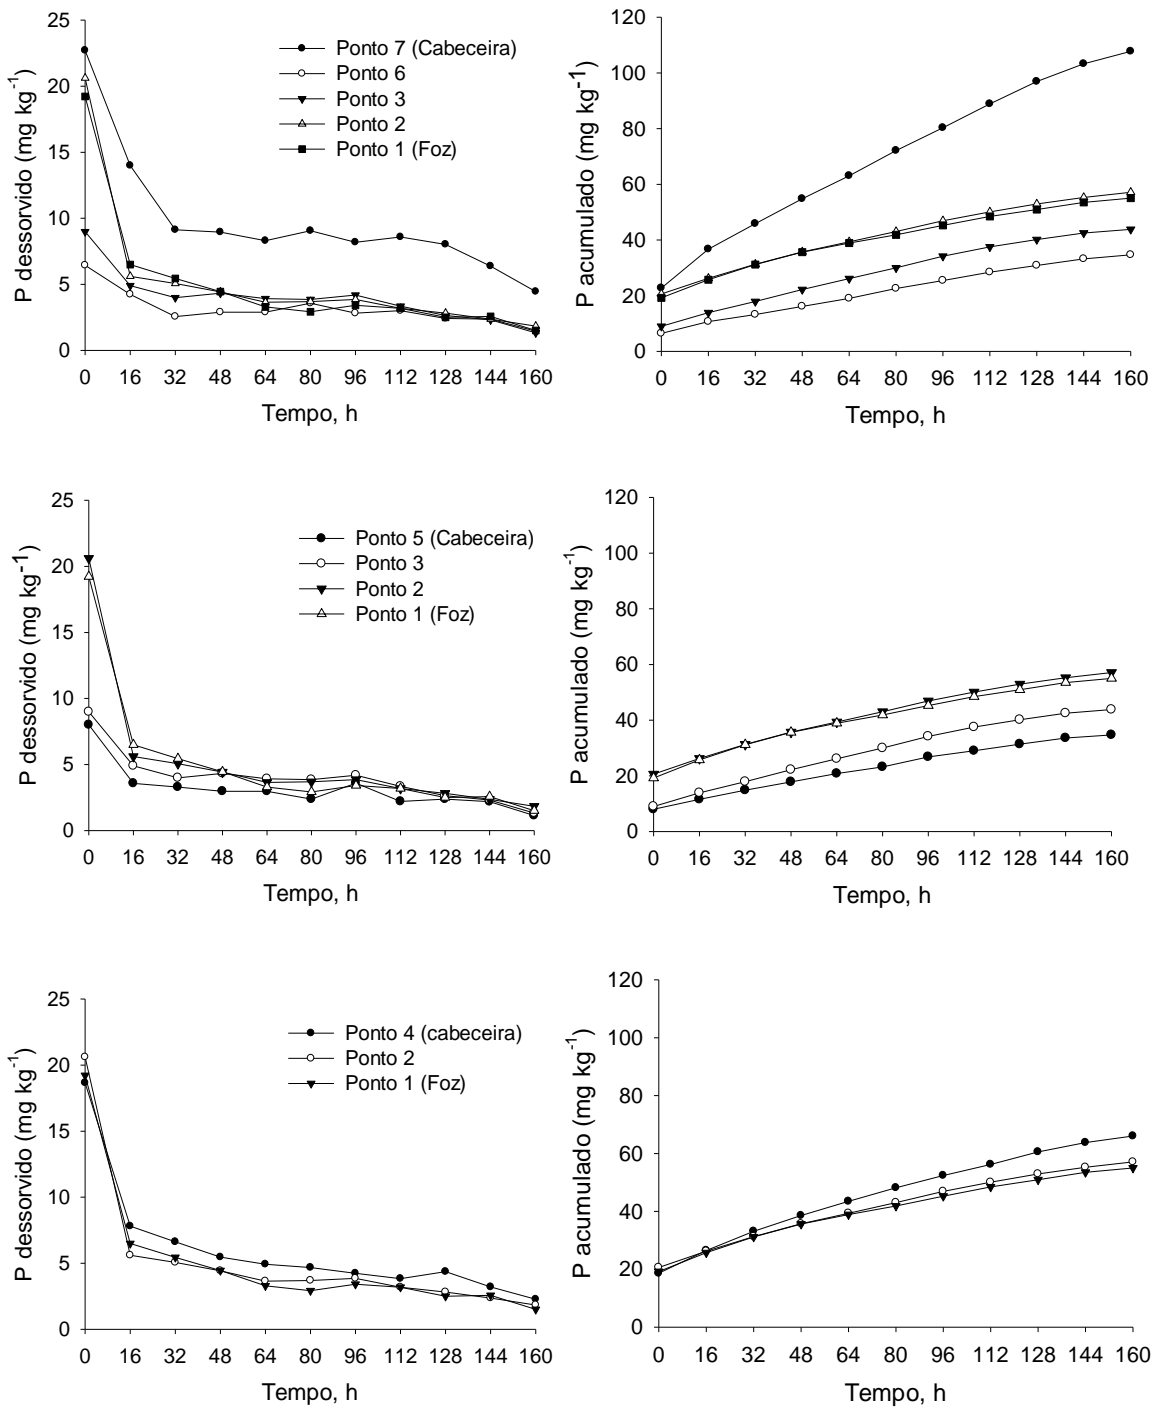 P dessorvido (mg kg-1)
25
20
15
10
5
0
Ponto 7 (Cabeceira)
Ponto 6
Ponto 3
Ponto 2
Ponto 1 (Foz)
0 16 32 48 64 80 96 112 128 144 160
Tempo, h
P acumulado (mg kg-1)
120
100
80
60
40
20
0
0 16 32 48 64 80 96 112 128 144 160
Tempo, h
P dessorvido (mg kg-1)
25
20
15
10
5
0
Ponto 5 (Cabeceira)
Ponto 3
Ponto 2
Ponto 1 (Foz)
0 16 32 48 64 80 96 112 128 144 160
Tempo, h
P acumulado (mg kg-1)
120
100
80
60
40
20
0
0 16 32 48 64 80 96 112 128 144 160
Tempo, h
P dessorvido (mg kg-1)
25
20
15
10
5
0
Ponto 4 (cabeceira)
Ponto 2
Ponto 1 (Foz)
0 16 32 48 64 80 96 112 128 144 160
Tempo, h
P acumulado (mg kg-1)
120
100
80
60
40
20
0
0 16 32 48 64 80 96 112 128 144 160
Tempo, h